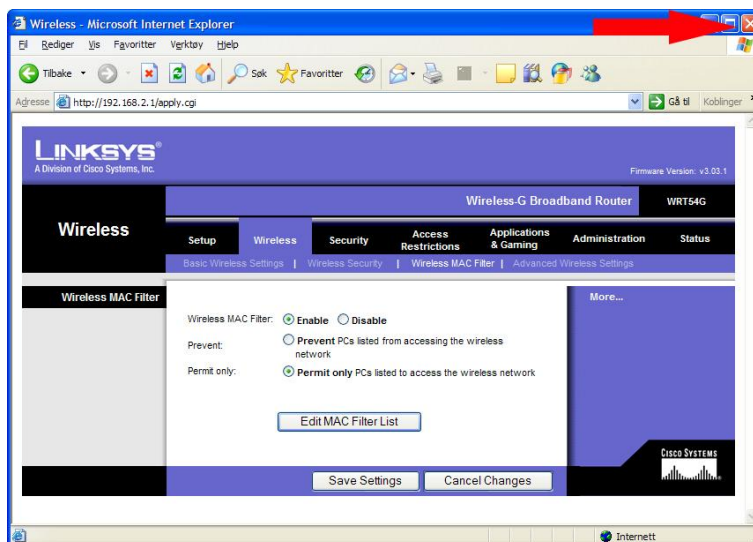 Wireless - Microsoft Internet Explorer
Fil Rediger Vis Favoritter Verktøy Hjelp
Tilbake Søk Favoritter
Adresse http://192.168.2.1/apply.cgi Gå til Koblinger
LINKSYS®
A Division of Cisco Systems, Inc.
Firmware Version: v3.03.1
Wireless-G Broadband Router WRT54G
Wireless
Setup Wireless Security Access Restrictions Applications & Gaming Administration Status
Basic Wireless Settings | Wireless Security | Wireless MAC Filter | Advanced Wireless Settings
Wireless MAC Filter
More...
Wireless MAC Filter: Enable Disable
Prevent: Prevent PCs listed from accessing the wireless
network
Permit only: Permit only PCs listed to access the wireless network
Edit MAC Filter List
CISCO SYSTEMS
Save Settings Cancel Changes
Internett